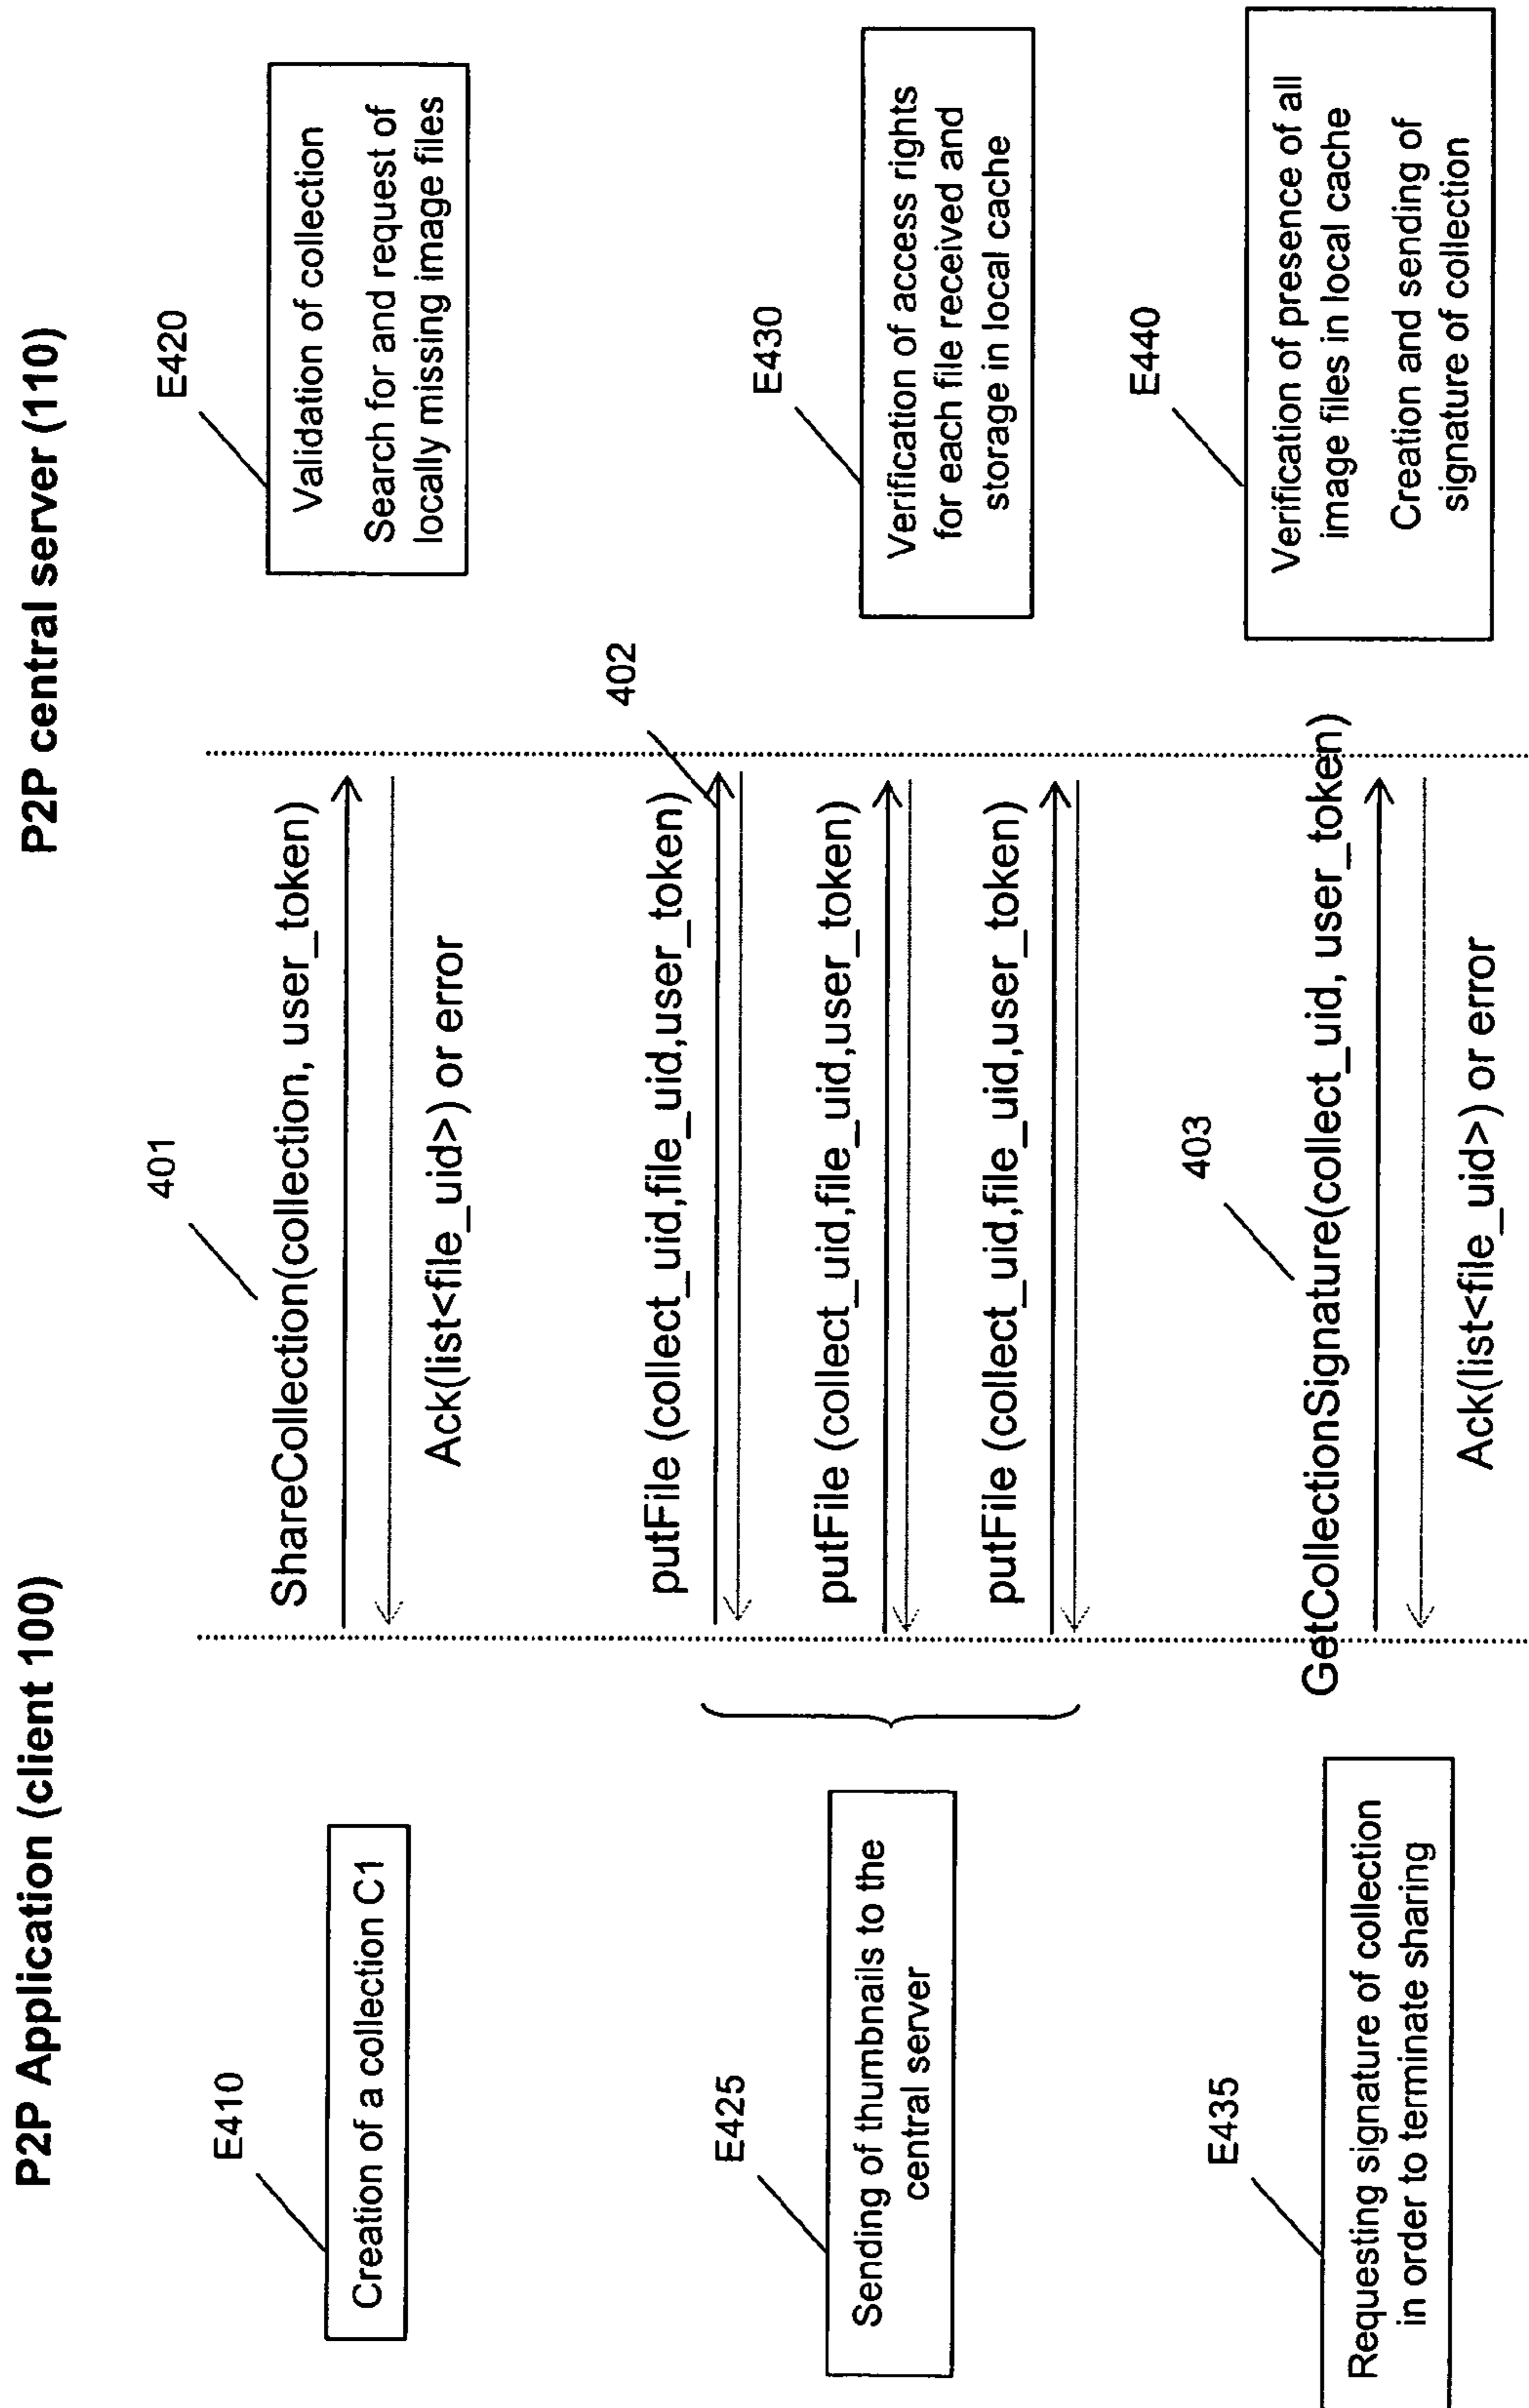 P2P Application (client 100)
P2P central server (110)
E410
Creation of a collection C1
401
ShareCollection(collection, user_token)
Ack(list<file_uid>) or error
E420
Validation of collection
Search for and request of
locally missing image files
E425
Sending of thumbnails to the
central server
402
putFile (collect_uid,file_uid,user_token)
putFile (collect_uid,file_uid,user_token)
putFile (collect_uid,file_uid,user_token)
E430
Verification of access rights
for each file received and
storage in local cache
E435
Requesting signature of collection
in order to terminate sharing
403
GetCollectionSignature(collect_uid, user_token)
Ack(list<file_uid>) or error
E440
Verification of presence of all
image files in local cache
Creation and sending of
signature of collection